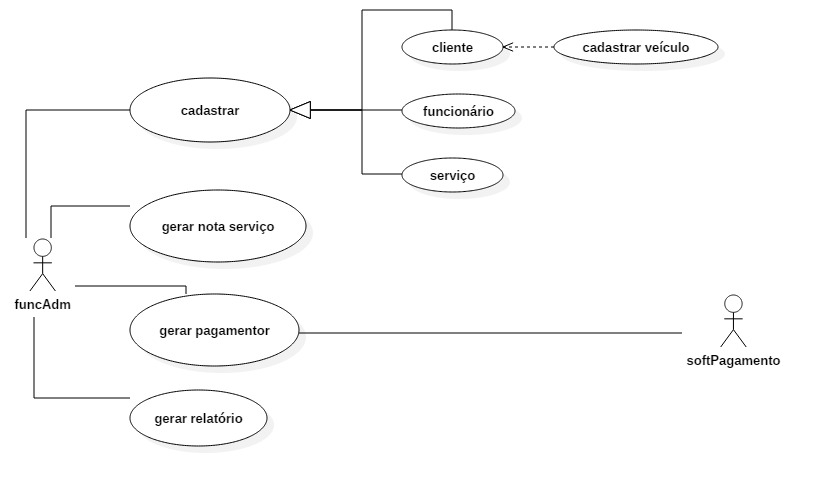 cliente
cadastrar veículo
cadastrar
funcionário
serviço
gerar nota serviço
funcAdm
gerar pagamentor
softPagamento
gerar relatório